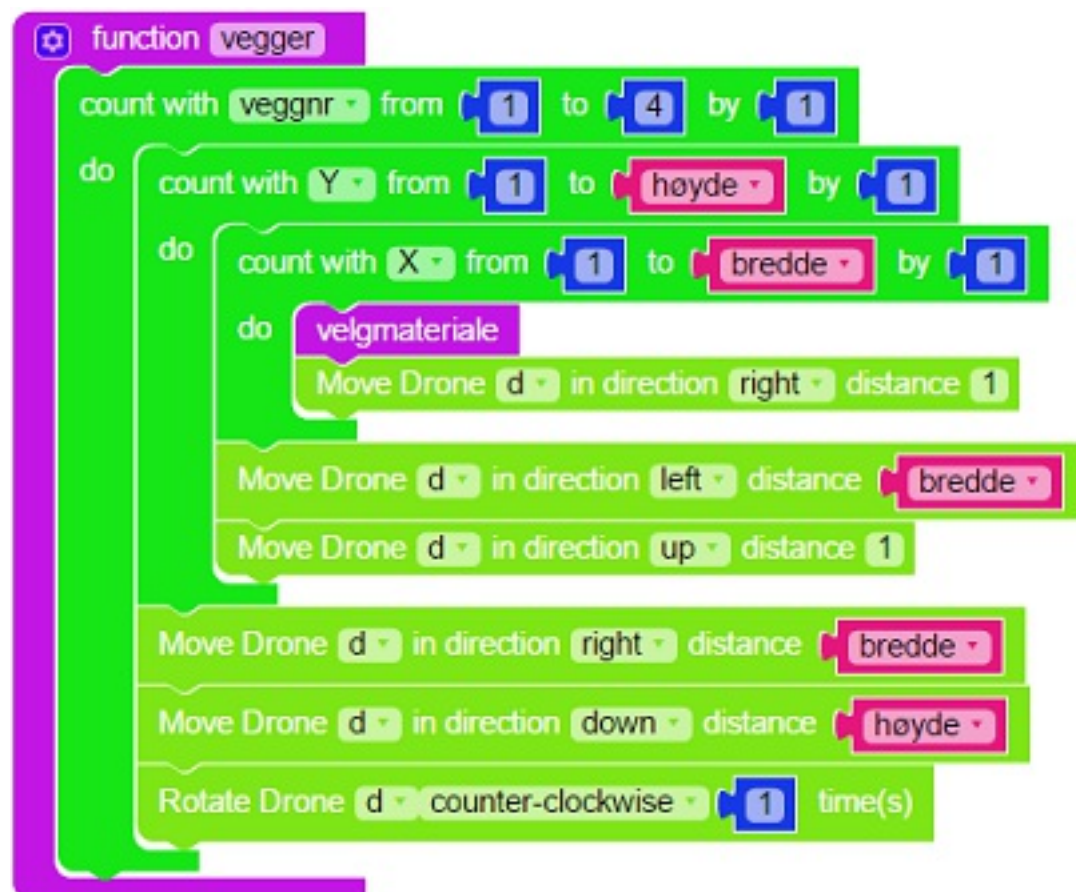 function vegger
count with veggnr from 1 to 4 by 1
do count with Y from 1 to høyde by 1
do count with X from 1 to bredde by 1
do velgmateriale
Move Drone d in direction right distance 1
Move Drone d in direction left distance bredde
Move Drone d in direction up distance 1
Move Drone d in direction right distance bredde
Move Drone d in direction down distance høyde
Rotate Drone d counter-clockwise 1 time(s)